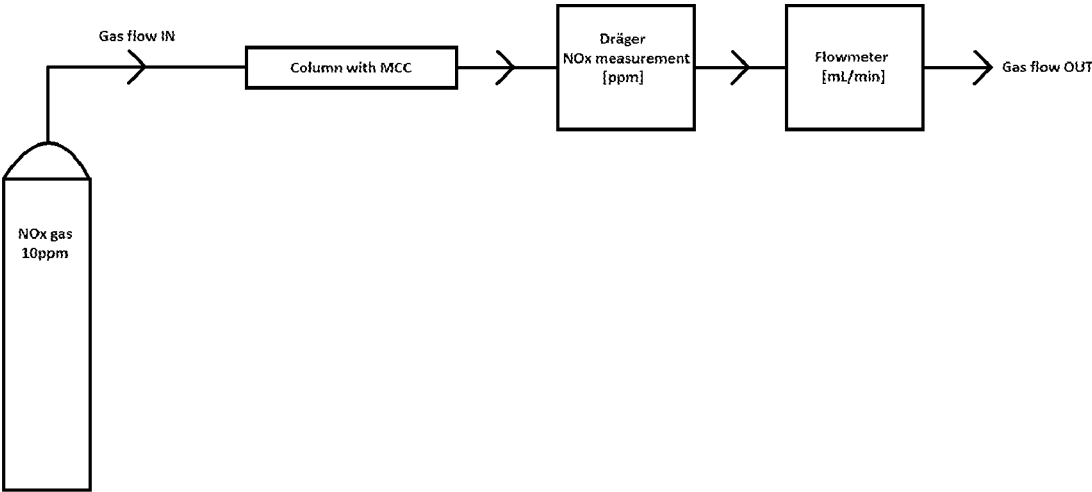 Gas flow IN
Column with MCC
Dräger
NOx measurement
[ppm]
Flowmeter
[mL/min]
Gas flow OUT
NOx gas
10ppm